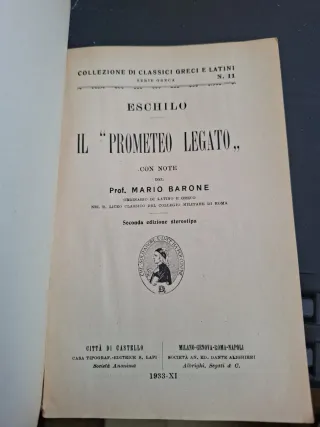 COLLEZIONE DI CLASSICI GRECI E LATINI
SERIE GRECA
N. 11
ESCHILO
IL "PROMETEO LEGATO„
CON NOTE
DEL
Prof. MARIO BARONE
ORDINARIO DI LATINO E GRECO
NEL R. LICEO CLASSICO DEL COLLEGIO MILITARE DI ROMA
Seconda edizione stereotipa
CITTÀ DI CASTELLO
CASA TIPOGRAF.-EDITRICE S. LAPI
Società Anonima
MILANO-GENOVA-ROMA-NAPOLI
SOCIETÀ AN. ED. DANTE ALIGHIERI
Albrighi, Segati & C.
1933-XI